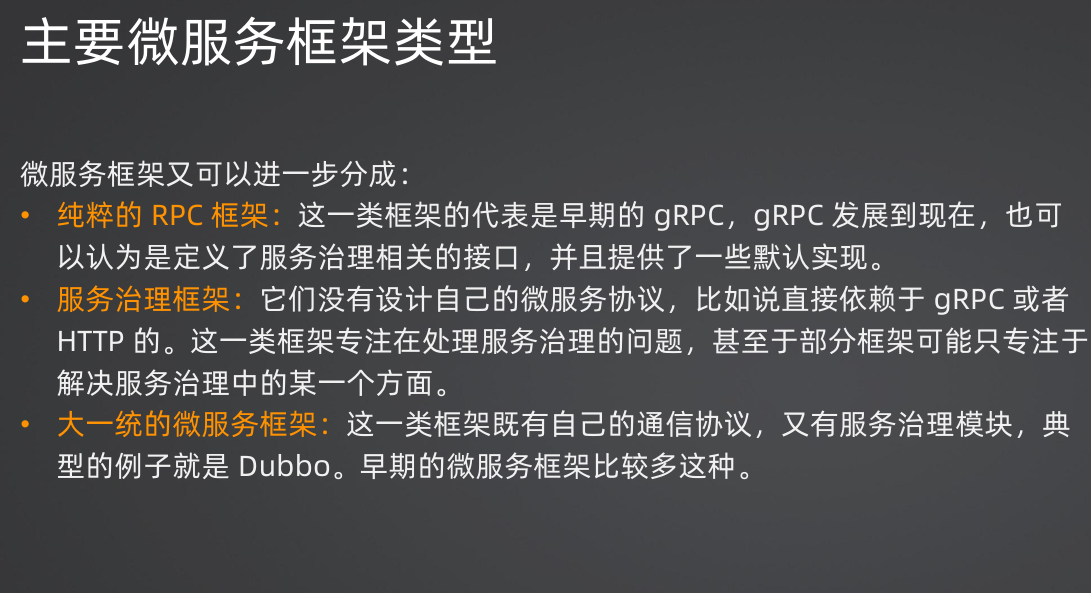 主要微服务框架类型
微服务框架又可以进一步分成：
• 纯粹的 RPC 框架：这一类框架的代表是早期的 gRPC，gRPC 发展到现在，也可
以认为是定义了服务治理相关的接口，并且提供了一些默认实现。
• 服务治理框架：它们没有设计自己的微服务协议，比如说直接依赖于 gRPC 或者
HTTP 的。这一类框架专注在处理服务治理的问题，甚至于部分框架可能只专注于
解决服务治理中的某一个方面。
• 大一统的微服务框架：这一类框架既有自己的通信协议，又有服务治理模块，典
型的例子就是 Dubbo。早期的微服务框架比较多这种。